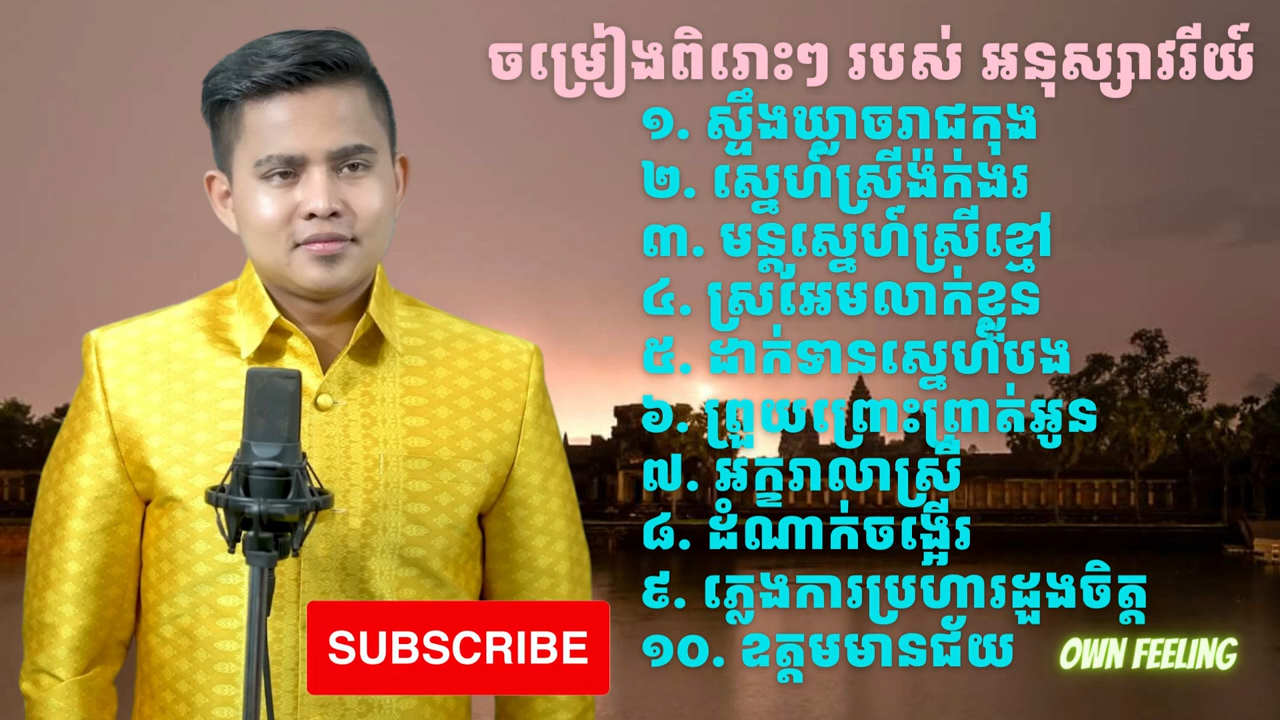 ចម្រៀងពិរោះៗ របស់ អនុស្សាវរីយ៍
១. ស្ទឹងឃ្លាចរាជកុង
២. ស្នេហ៍ស្រីង៉ក់ងរ
៣. មន្តស្នេហ៍ស្រីខ្មៅ
៤. ស្រអែមលាក់ខ្លួន
៥. ដាក់ទានស្នេហ៍បង
៦. ព្រួយព្រោះព្រាត់អូន
៧. អក្ខរាលាស្រី
៨. ដំណាក់ចង្អើរ
៩. ភ្លេងការប្រហារដួងចិត្ត
១០. ឧត្តមមានជ័យ
OWN FEELING
SUBSCRIBE